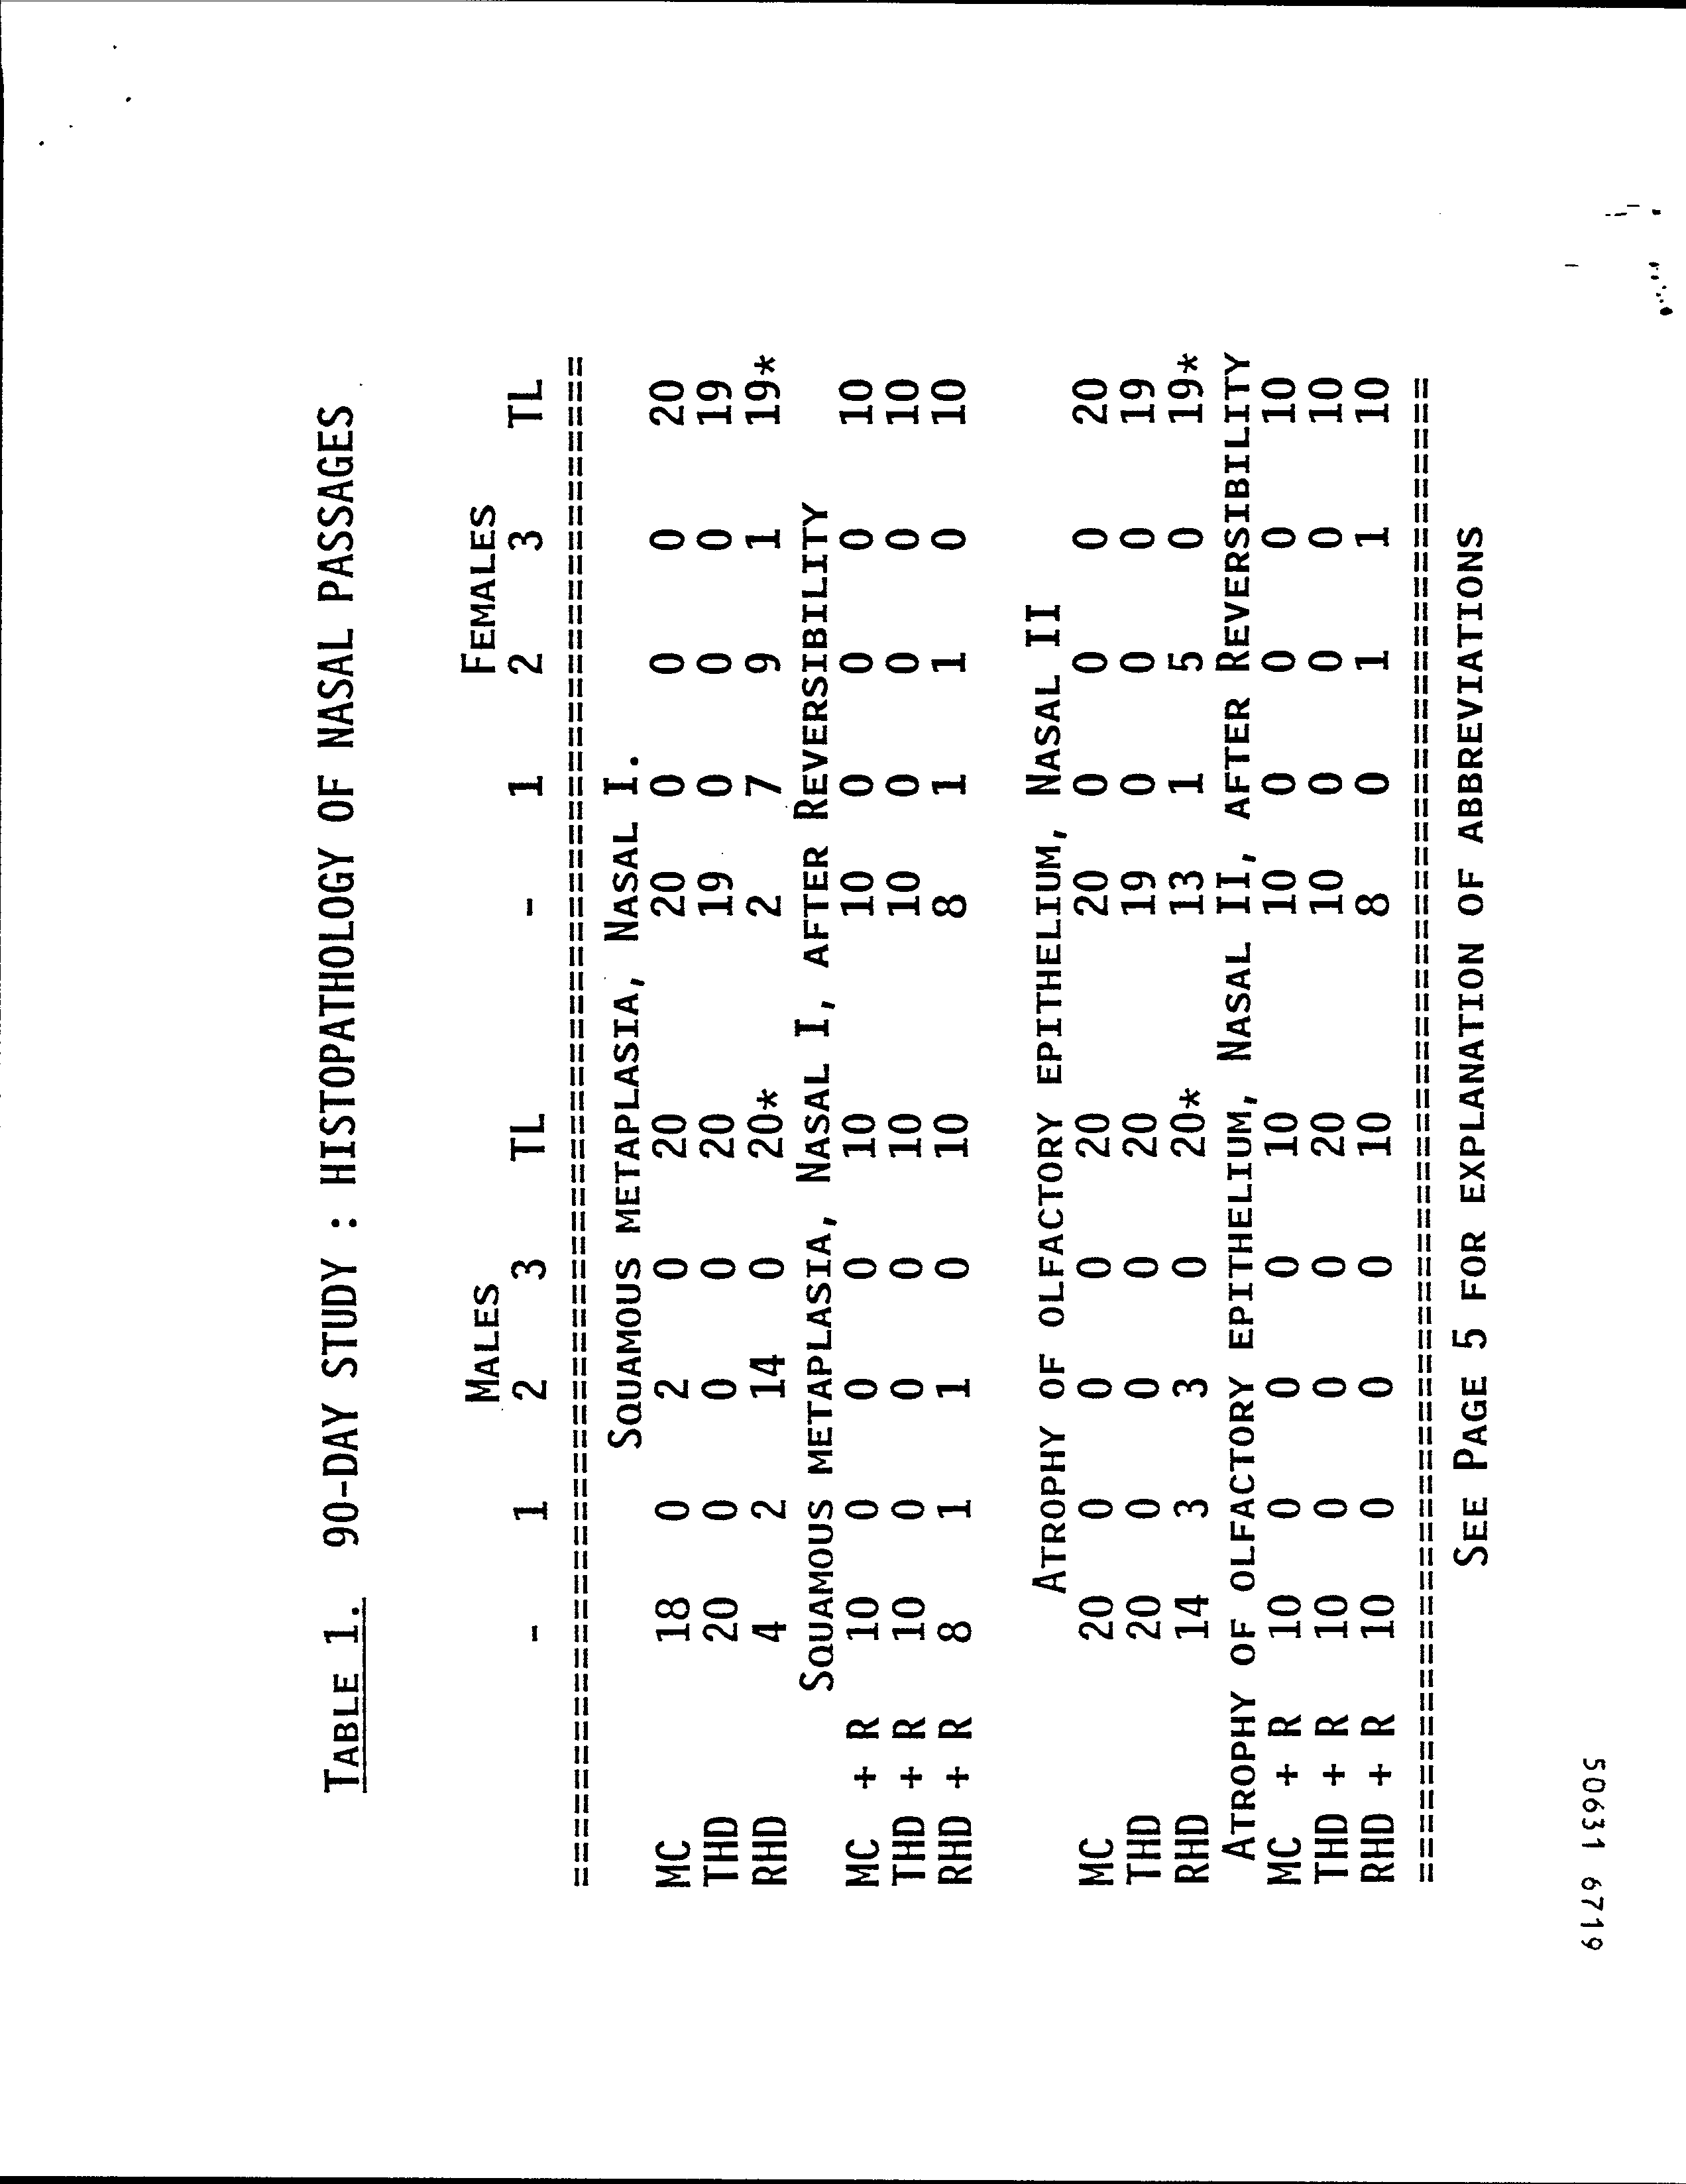 TABLE 1. 90-DAY STUDY : HISTOPATHOLOGY OF NASAL PASSAGES
MALES FEMALES
- 1 2 3 TL - 1 2 3 TL
SQUAMOUS METAPLASIA, NASAL I.
MC 18 0 2 0 20 20 0 0 0 20
THD 20 0 0 0 20 19 0 0 0 19
RHD 4 2 14 0 20* 2 7 9 1 19*
SQUAMOUS METAPLASIA, NASAL I, AFTER REVERSIBILITY
MC + R 10 0 0 0 10 10 0 0 0 10
THD + R 10 0 0 0 10 10 0 0 0 10
RHD + R 8 1 1 0 10 8 1 1 0 10
ATROPHY OF OLFACTORY EPITHELIUM, NASAL II
MC 20 0 0 0 20 20 0 0 0 20
THD 20 0 0 0 20 19 0 0 0 19
RHD 14 3 3 0 20* 13 1 5 0 19*
ATROPHY OF OLFACTORY EPITHELIUM, NASAL II, AFTER REVERSIBILITY
MC + R 10 0 0 0 10 10 0 0 0 10
THD + R 10 0 0 0 20 10 0 0 0 10
RHD + R 10 0 0 0 10 8 0 1 1 10
SEE PAGE 5 FOR EXPLANATION OF ABBREVIATIONS
50631 6719